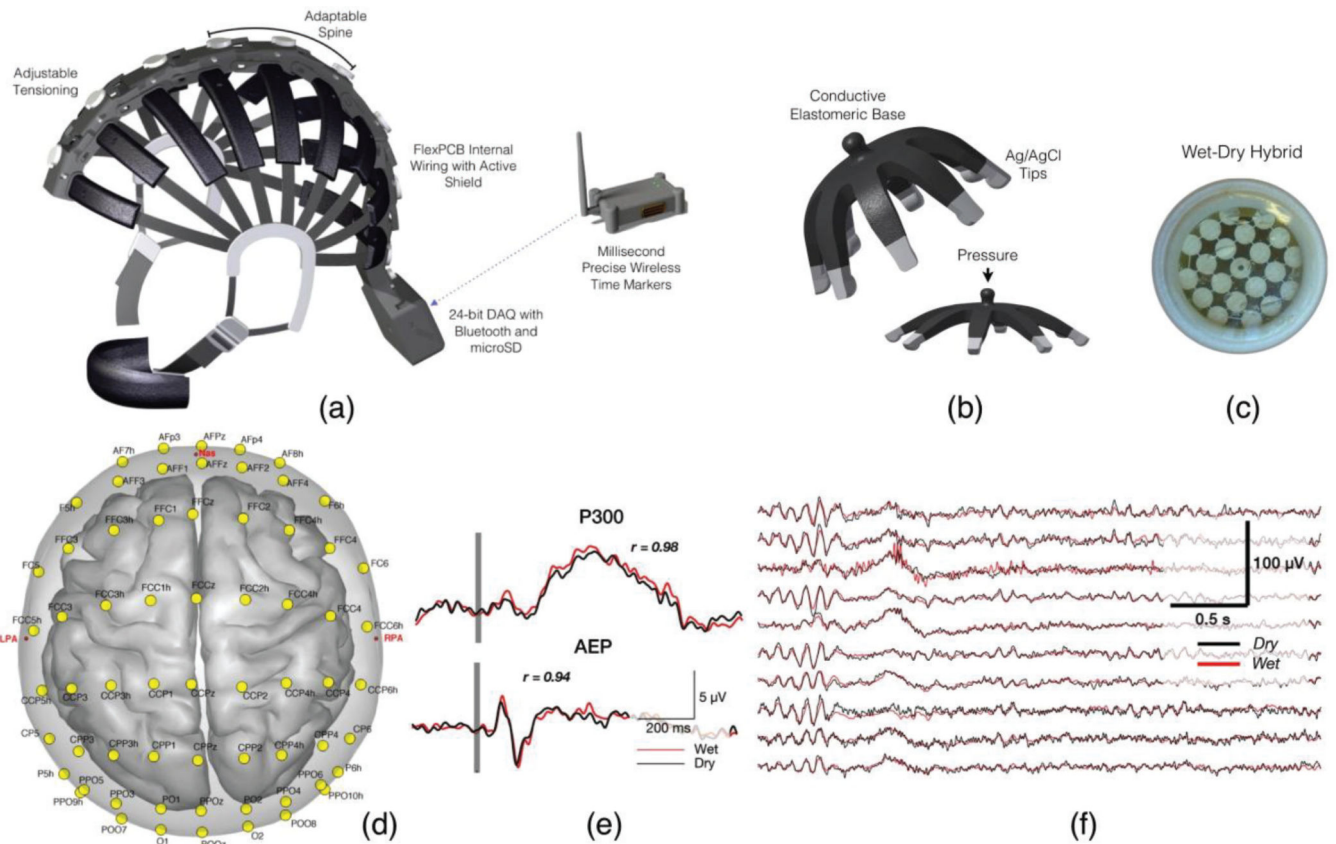 Adaptable
Spine
Adjustable
Tensioning
FlexPCB Internal
Wiring with Active
Shield
Millisecond
Precise Wireless
Time Markers
24-bit DAQ with
Bluetooth and
microSD
(a)
Conductive
Elastomeric Base
Ag/AgCl
Tips
Pressure
(b)
Wet-Dry Hybrid
(c)
AFp3 AFPz AFp4
AF7h Nas AF8h
AFF1 AFFz AFF2
AFF3 AFF4
F5h F6h
FFC3h FFC1 FFCz FFC2 FFC4h
FFC3 FFC4
FC5 FC6
FCC3h FCC1h FCCz FCC2h FCC4h
FCC5h FCC3 FCC4 FCC6h
LPA RPA
CCP5h CCP3 CCP3h CCP1 CCPz CCP2 CCP4h CCP4 CCP6h
CP5 CPP3 CPP3h CPP1 CPPz CPP2 CPP4h CPP4 CP6
P5h PPO5 PPO6 P6h
PPO9h PPO3 PO1 PPOz PO2 PPO4 PPO10h
POO7 POO8
O1 O2
(d)
P300
r = 0.98
AEP
r = 0.94
5 µV
200 ms
Wet
Dry
(e)
100 µV
0.5 s
Dry
Wet
(f)